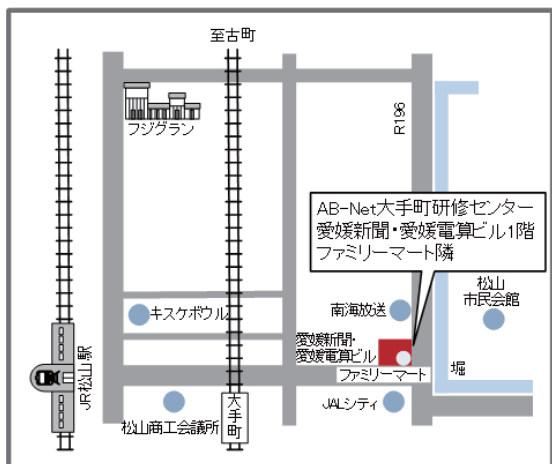 至古町
フジグラン
R196
AB-Net大手町研修センター
愛媛新聞・愛媛電算ビル1階
ファミリーマート隣
松山
市民会館
キスケボウル
南海放送
愛媛新聞・
愛媛電算ビル
ファミリーマート
堀
JR松山駅
松山商工会議所
大手町
JALシティ